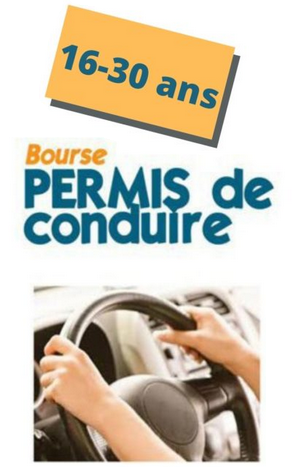 16-30 ans
Bourse
PERMIS de
conduire